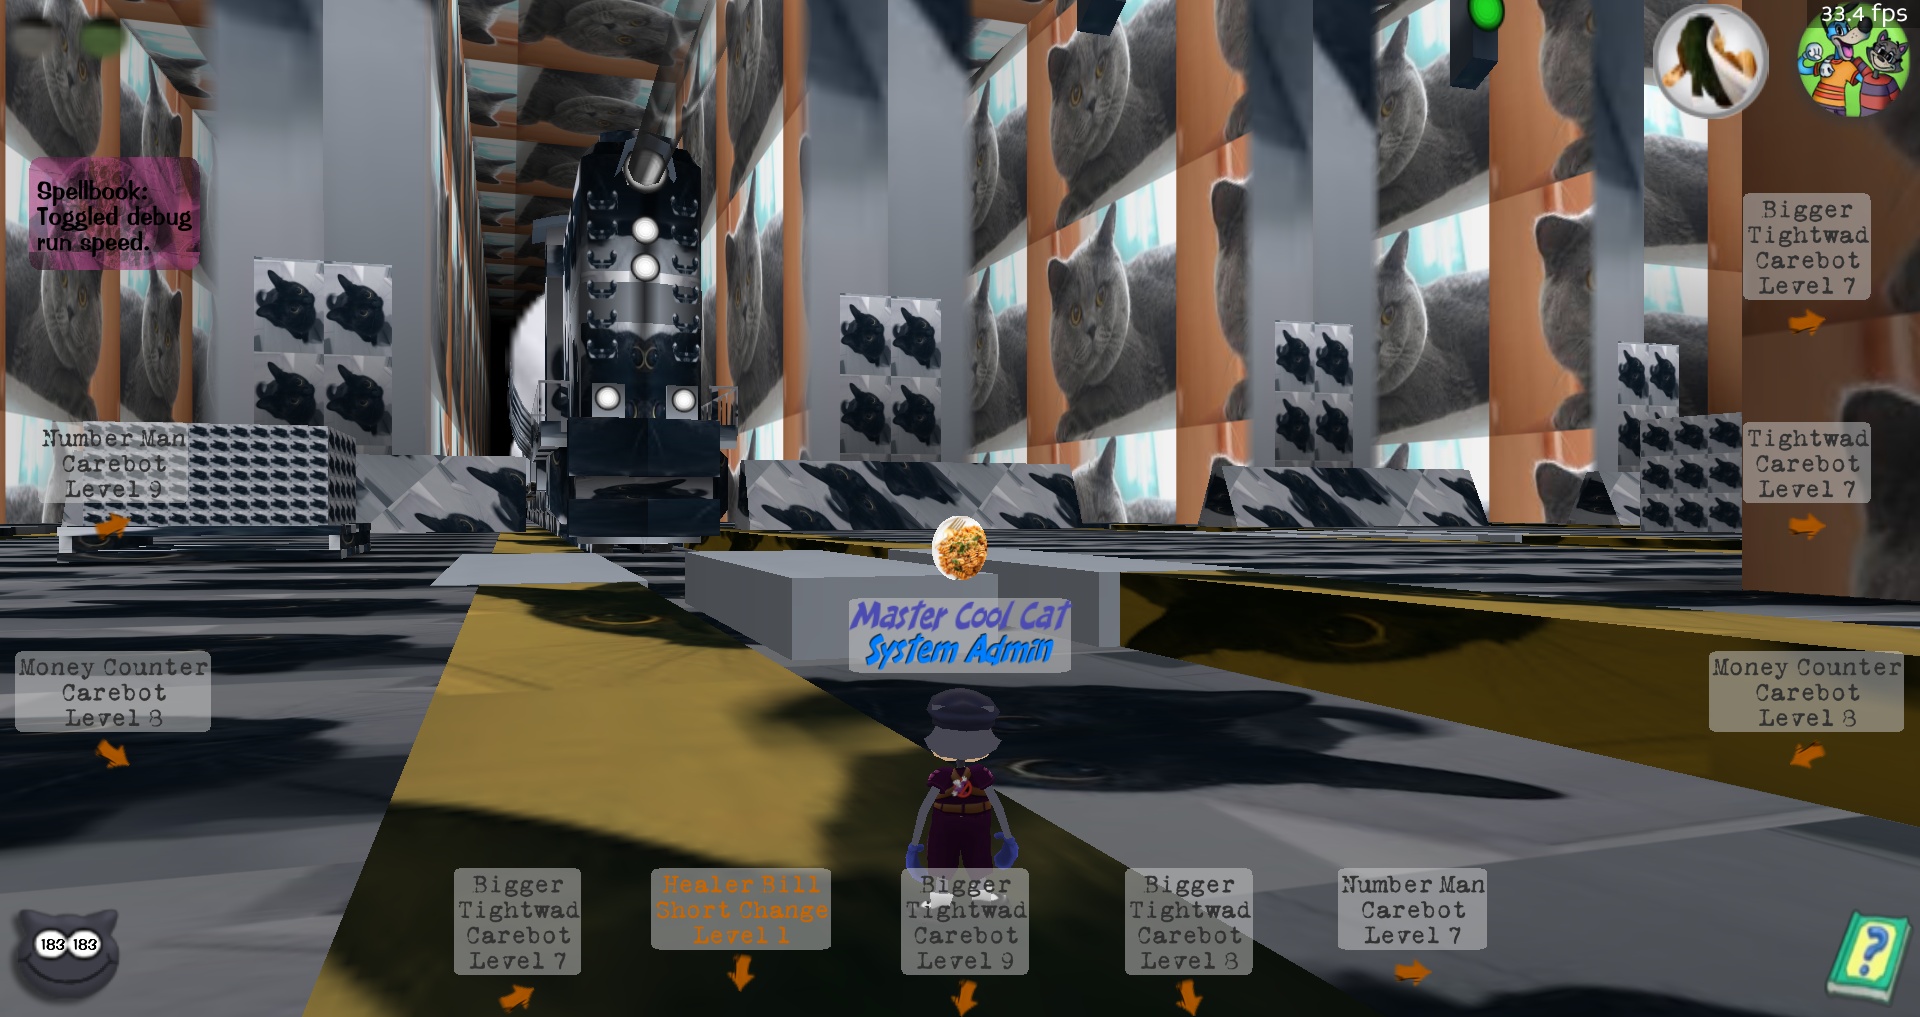 33.4 fps
Spellbook:
Toggled debug
run speed.
Bigger
Tightwad
Carebot
Level 7
Number Man
Carebot
Level 9
Tightwad
Carebot
Level 7
Master Cool Cat
System Admin
Money Counter
Carebot
Level 8
Money Counter
Carebot
Level 8
Bigger
Tightwad
Carebot
Level 7
Healer Bill
Short Change
Level 1
Bigger
Tightwad
Carebot
Level 9
Bigger
Tightwad
Carebot
Level 8
Number Man
Carebot
Level 7
183 183
?